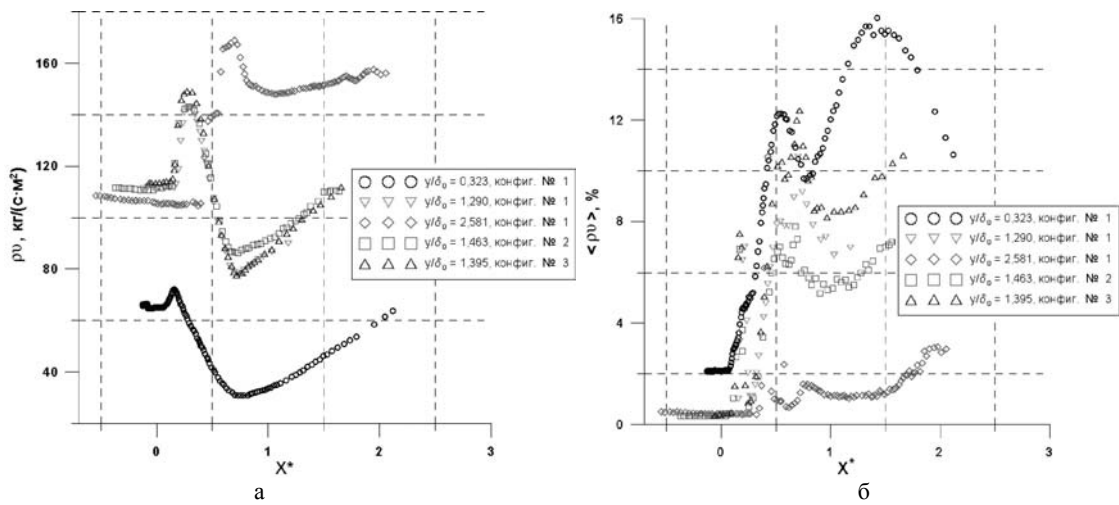 160
120
80
40
ρυ, кг/(с·м²)
0
1
2
3
X*
y/δ₀ = 0,323, конфиг. № 1
y/δ₀ = 1,290, конфиг. № 1
y/δ₀ = 2,581, конфиг. № 1
y/δ₀ = 1,463, конфиг. № 2
y/δ₀ = 1,395, конфиг. № 3
а
16
12
8
4
0
< ρυ >, %
0
1
2
3
X*
y/δ₀ = 0,323, конфиг. № 1
y/δ₀ = 1,290, конфиг. № 1
y/δ₀ = 2,581, конфиг. № 1
y/δ₀ = 1,463, конфиг. № 2
y/δ₀ = 1,395, конфиг. № 3
б